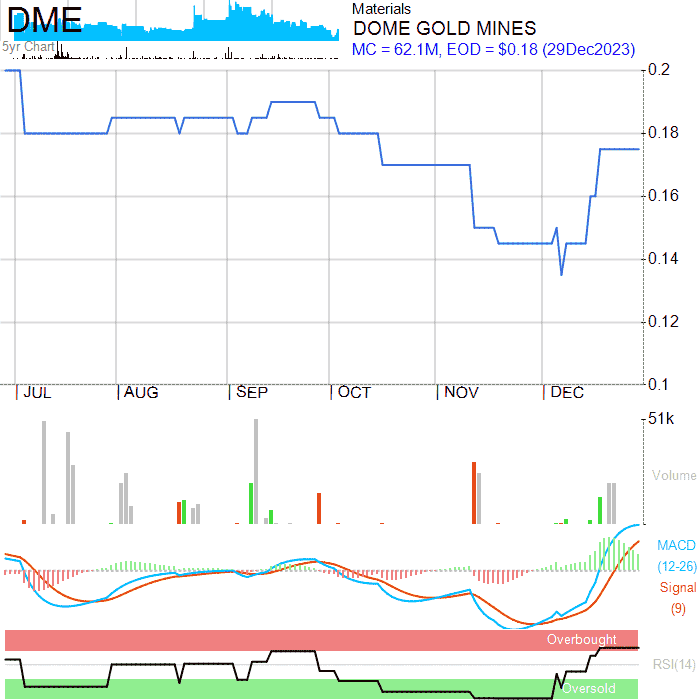 DME
5yr Chart
Materials
DOME GOLD MINES
MC = 62.1M, EOD = $0.18 (29Dec2023)
0.2
0.18
0.16
0.14
0.12
0.1
JUL AUG SEP OCT NOV DEC
51k
Volume
MACD
(12-26)
Signal
(9)
Overbought
RSI(14)
Oversold